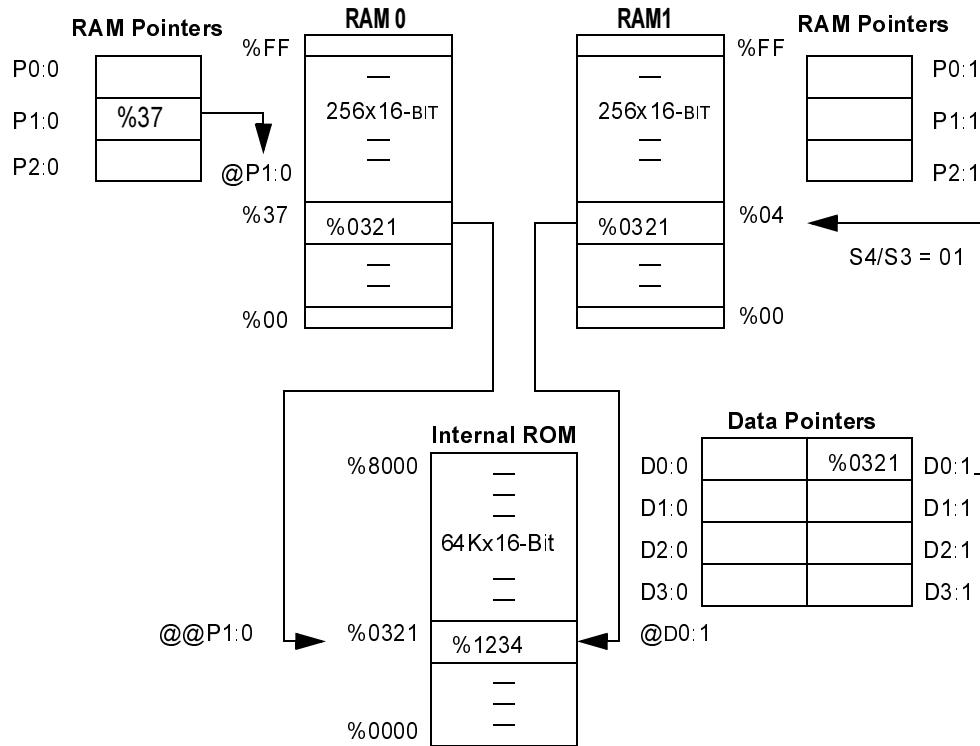 RAM Pointers
RAM 0
RAM1
RAM Pointers
%FF
%FF
P0:0
P0:1
P1:0
%37
256x16-BIT
256x16-BIT
P1:1
P2:0
@P1:0
P2:1
%37
%0321
%0321
%04
S4/S3 = 01
%00
%00
Internal ROM
Data Pointers
%8000
D0:0
%0321
D0:1
D1:0
D1:1
64Kx16-Bit
D2:0
D2:1
D3:0
D3:1
@@P1:0
%0321
%1234
@D0:1
%0000